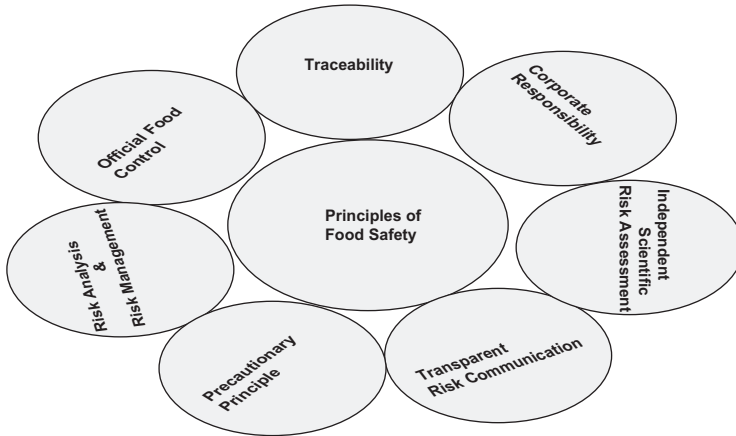 Traceability
Corporate
Responsibility
Independent
Scientific
Risk Assessment
Transparent
Risk Communication
Precautionary
Principle
Risk Analysis
&
Risk Management
Official Food
Control
Principles of
Food Safety